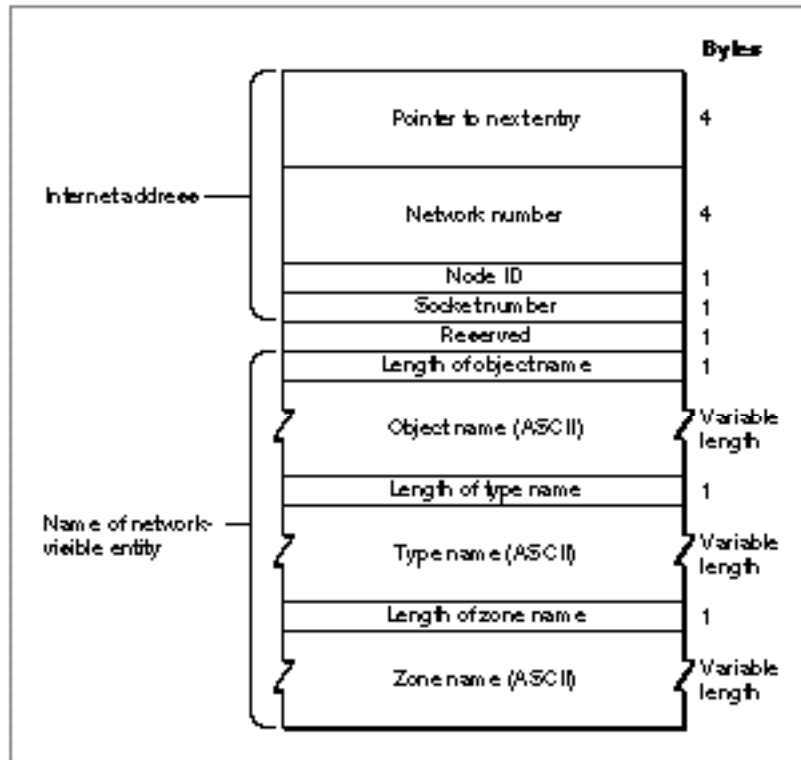 Bytes
Pointer to next entry
4
Internet address
Network number
4
Node ID
1
Socket number
1
Reserved
1
Length of object name
1
Object name (ASCII)
Variable
length
Length of type name
1
Name of network-
visible entity
Type name (ASCII)
Variable
length
Length of zone name
1
Zone name (ASCII)
Variable
length